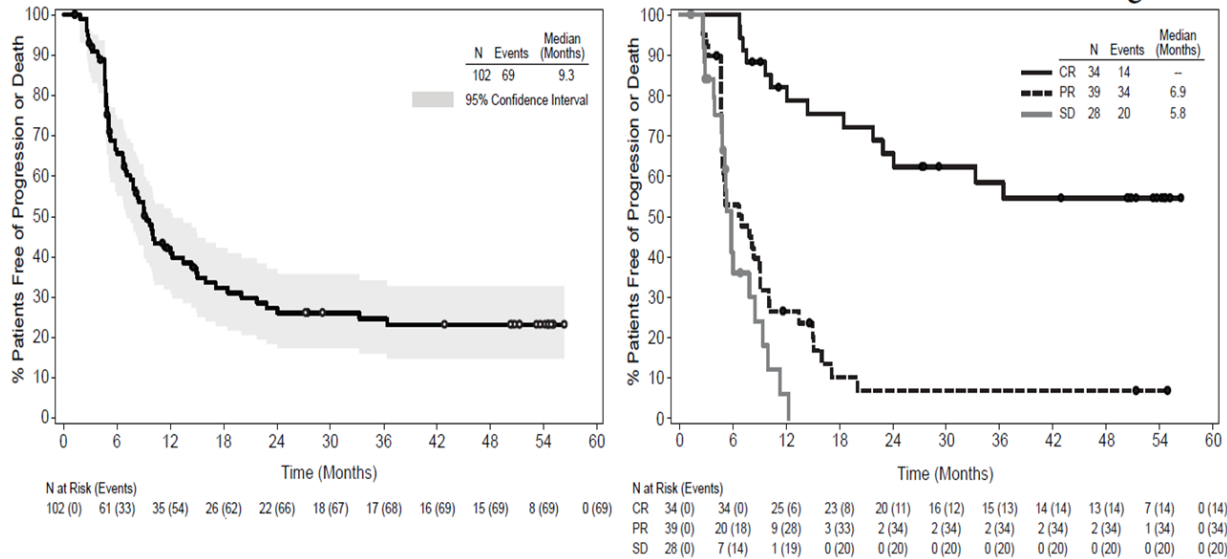 g
% Patients Free of Progression or Death
100
90
80
70
60
50
40
30
20
10
0
N Events Median (Months)
102 69 9.3
95% Confidence Interval
0 6 12 18 24 30 36 42 48 54 60
Time (Months)
N at Risk (Events)
102 (0) 61 (33) 35 (54) 26 (62) 22 (66) 18 (67) 17 (68) 16 (69) 15 (69) 8 (69) 0 (69)
% Patients Free of Progression or Death
100
90
80
70
60
50
40
30
20
10
0
N Events Median (Months)
CR 34 14 --
PR 39 34 6.9
SD 28 20 5.8
0 6 12 18 24 30 36 42 48 54 60
Time (Months)
N at Risk (Events)
CR 34 (0) 34 (0) 25 (6) 23 (8) 20 (11) 16 (12) 15 (13) 14 (14) 13 (14) 7 (14) 0 (14)
PR 39 (0) 20 (18) 9 (28) 3 (33) 2 (34) 2 (34) 2 (34) 2 (34) 2 (34) 1 (34) 0 (34)
SD 28 (0) 7 (14) 1 (19) 0 (20) 0 (20) 0 (20) 0 (20) 0 (20) 0 (20) 0 (20) 0 (20)